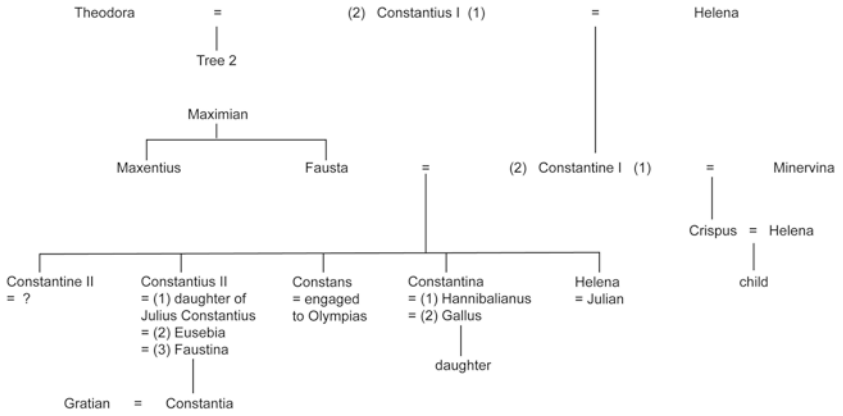 Theodora = (2) Constantius I (1) = Helena
Tree 2
Maximian
Maxentius Fausta = (2) Constantine I (1) = Minervina
Crispus = Helena
child
Constantine II
= ?
Constantius II
= (1) daughter of
Julius Constantius
= (2) Eusebia
= (3) Faustina
Constans
= engaged
to Olympias
Constantina
= (1) Hannibalianus
= (2) Gallus
Helena
= Julian
daughter
Gratian = Constantia